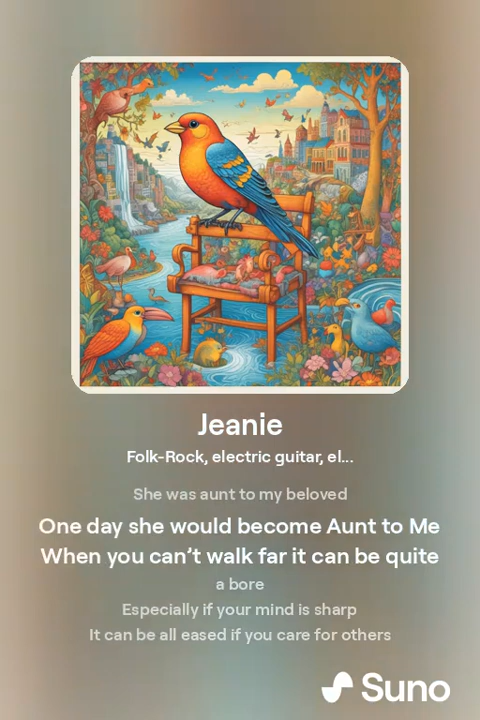 Jeanie
Folk-Rock, electric guitar, el...
She was aunt to my beloved
One day she would become Aunt to Me
When you can’t walk far it can be quite
a bore
Especially if your mind is sharp
It can be all eased if you care for others
Suno